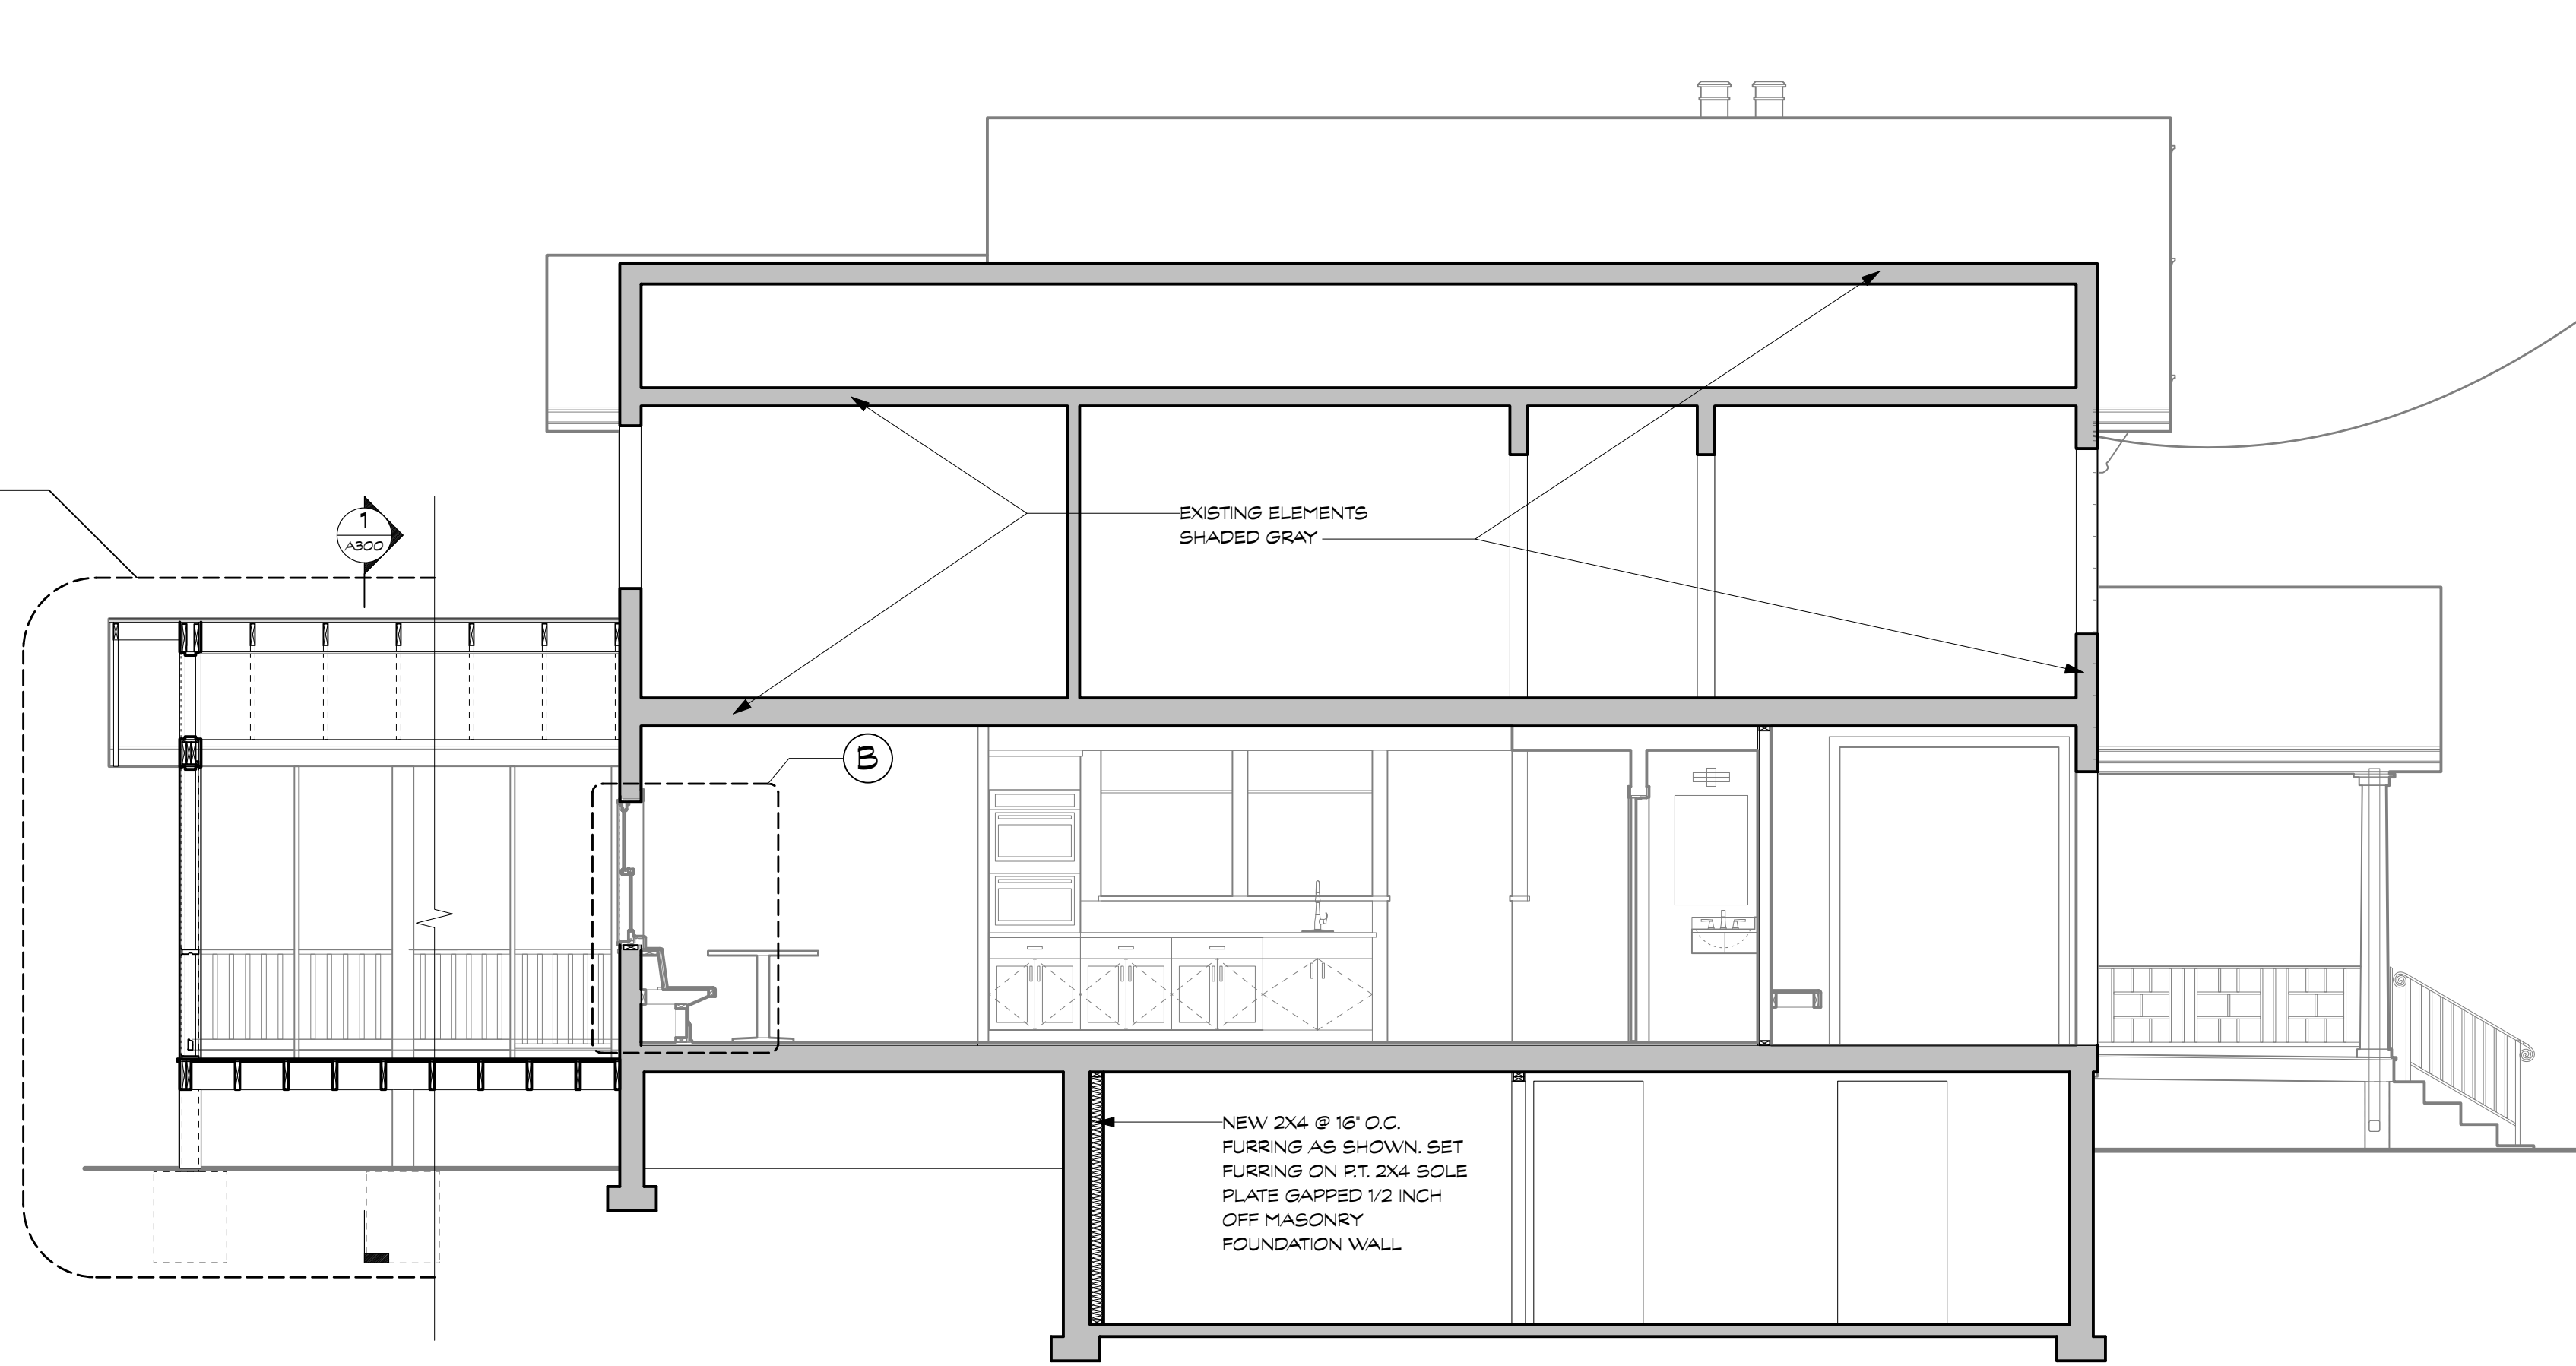 1
A300
EXISTING ELEMENTS
SHADED GRAY
B
NEW 2X4 @ 16" O.C.
FURRING AS SHOWN. SET
FURRING ON P.T. 2X4 SOLE
PLATE GAPPED 1/2 INCH
OFF MASONRY
FOUNDATION WALL